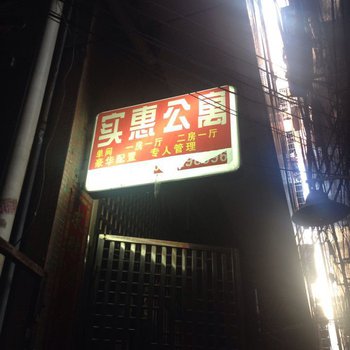 实惠公寓
单间 一房一厅 二房一厅
豪华配置 专人管理